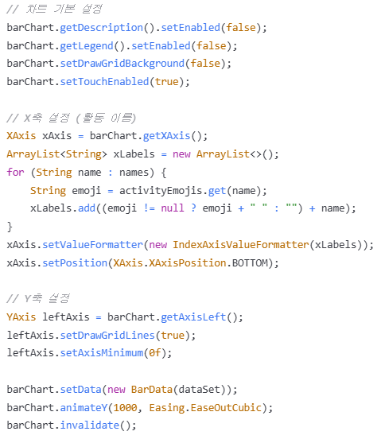 // 차트 기본 설정
barChart.getDescription().setEnabled(false);
barChart.getLegend().setEnabled(false);
barChart.setDrawGridBackground(false);
barChart.setTouchEnabled(true);

// X축 설정 (활동 이름)
XAxis xAxis = barChart.getXAxis();
ArrayList<String> xLabels = new ArrayList<>();
for (String name : names) {
    String emoji = activityEmojis.get(name);
    xLabels.add((emoji != null ? emoji + " " : "") + name);
}
xAxis.setValueFormatter(new IndexAxisValueFormatter(xLabels));
xAxis.setPosition(XAxis.XAxisPosition.BOTTOM);

// Y축 설정
YAxis leftAxis = barChart.getAxisLeft();
leftAxis.setDrawGridLines(true);
leftAxis.setAxisMinimum(0f);

barChart.setData(new BarData(dataSet));
barChart.animateY(1000, Easing.EaseOutCubic);
barChart.invalidate();